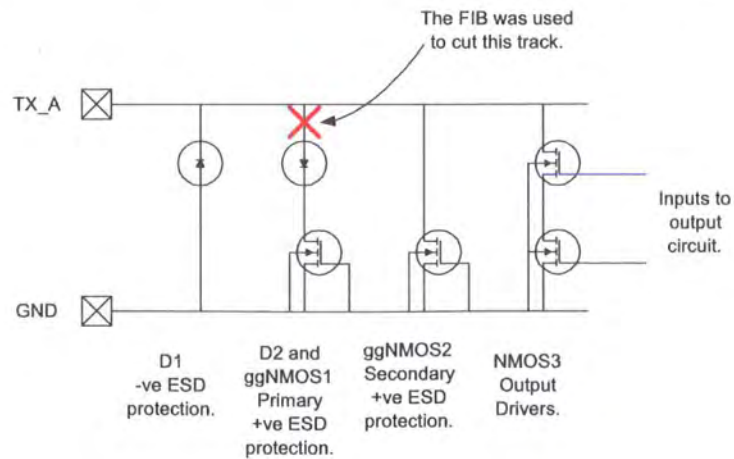 The FIB was used
to cut this track.
TX_A
Inputs to
output
circuit.
GND
D1
-ve ESD
protection.
D2 and
ggNMOS1
Primary
+ve ESD
protection.
ggNMOS2
Secondary
+ve ESD
protection.
NMOS3
Output
Drivers.